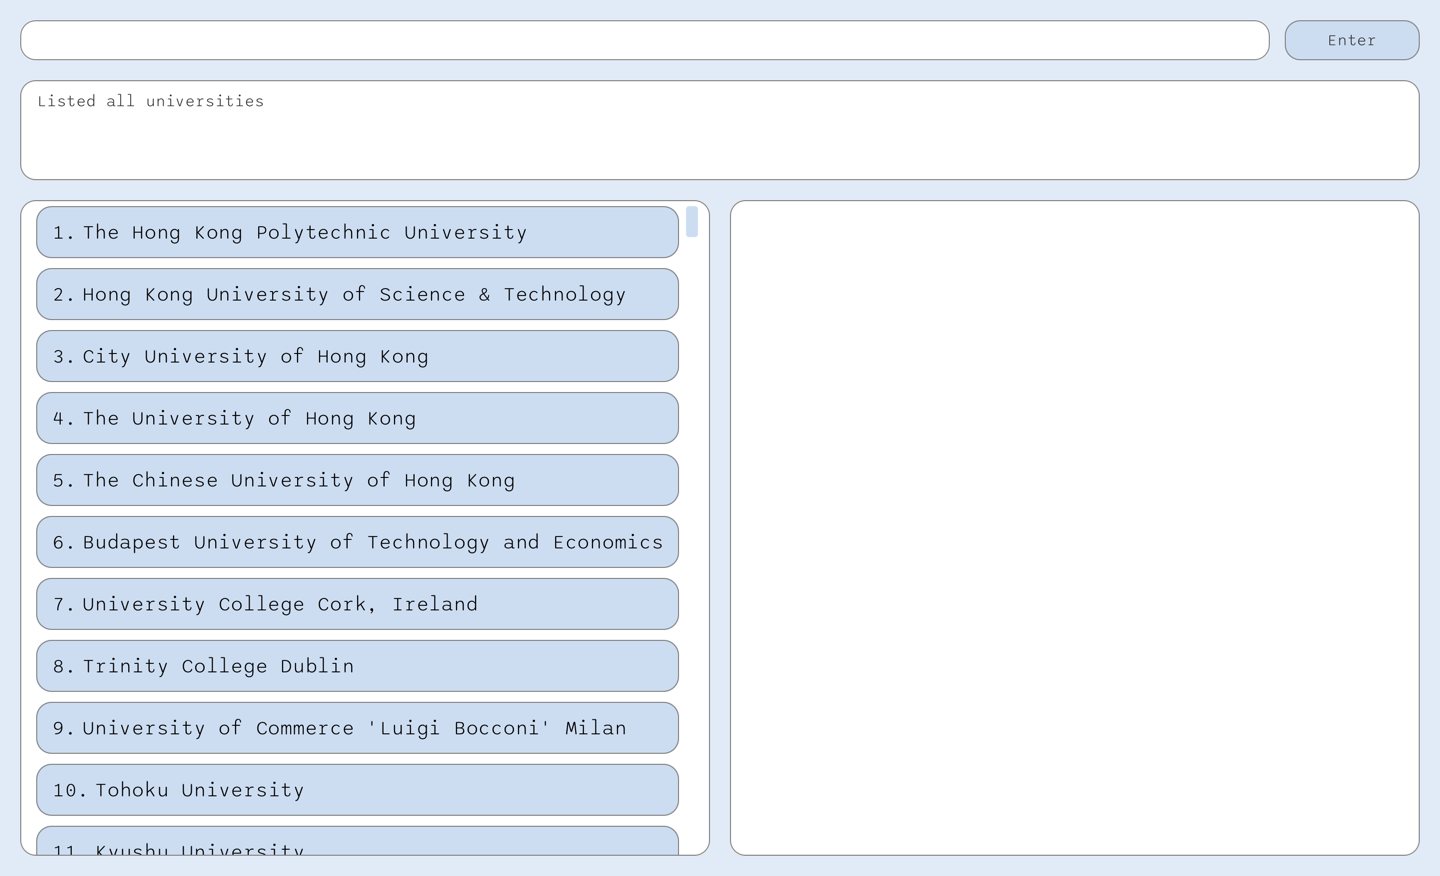 Enter
Listed all universities
1. The Hong Kong Polytechnic University
2. Hong Kong University of Science & Technology
3. City University of Hong Kong
4. The University of Hong Kong
5. The Chinese University of Hong Kong
6. Budapest University of Technology and Economics
7. University College Cork, Ireland
8. Trinity College Dublin
9. University of Commerce 'Luigi Bocconi' Milan
10. Tohoku University
11. Kyushu University